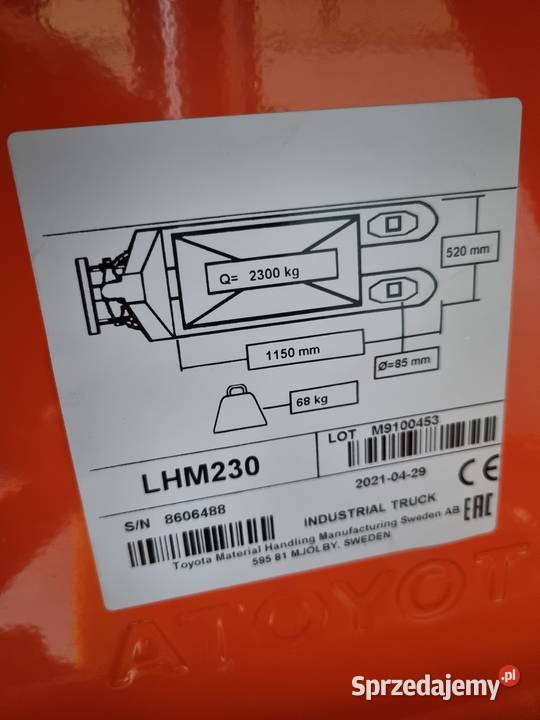 520 mm
Q= 2300 kg
1150 mm
Ø=85 mm
68 kg
LHM230
LOT M9100453
2021-04-29
CE
S/N 8606488
INDUSTRIAL TRUCK
EAC
Toyota Material Handling Manufacturing Sweden AB
595 81 MJÖLBY. SWEDEN
ATOYOT
Sprzedajemy.pl